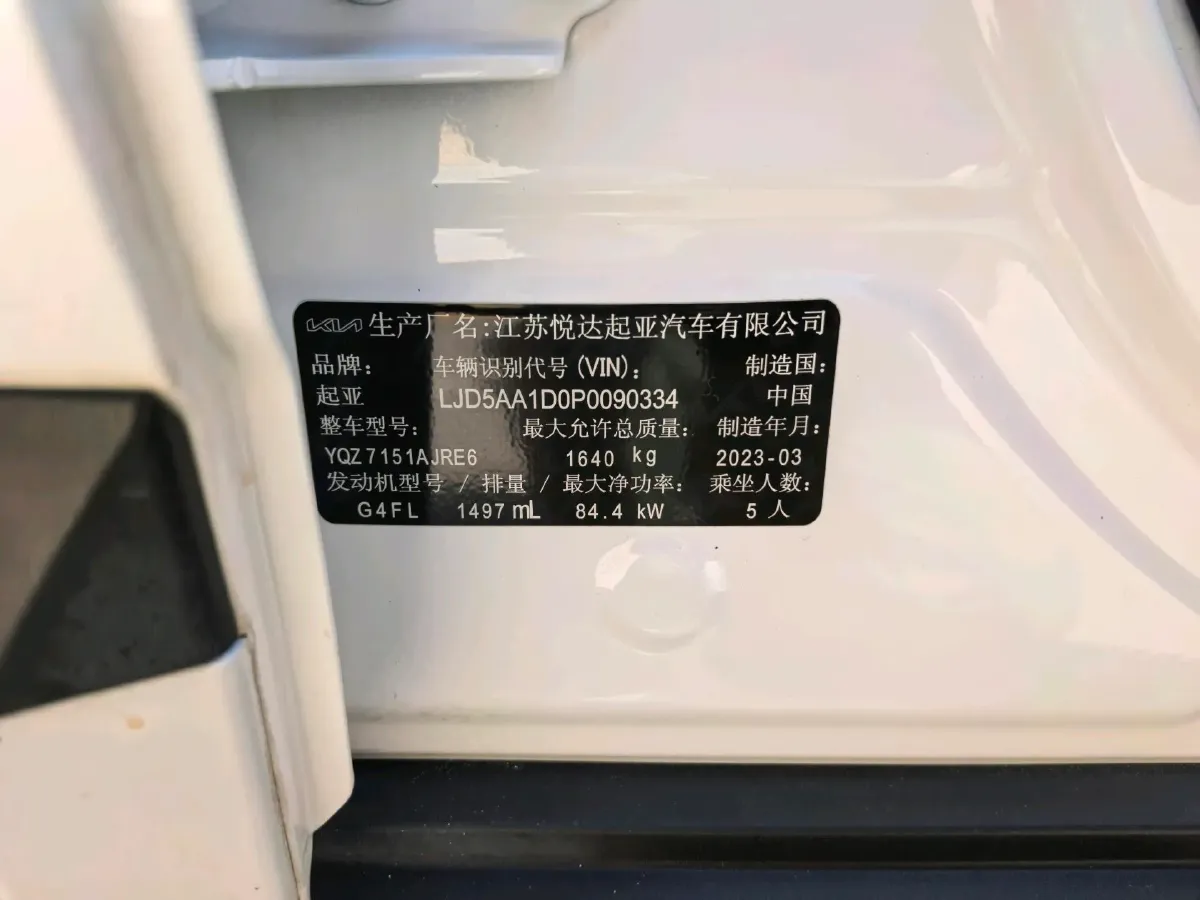 KIA 生产厂名:江苏悦达起亚汽车有限公司
品牌: 车辆识别代号(VIN): 制造国:
起亚 LJD5AA1D0P0090334 中国
整车型号: 最大允许总质量: 制造年月:
YQZ7151AJRE6 1640 kg 2023-03
发动机型号 / 排量 / 最大净功率: 乘坐人数:
G4FL 1497 mL 84.4 kW 5 人